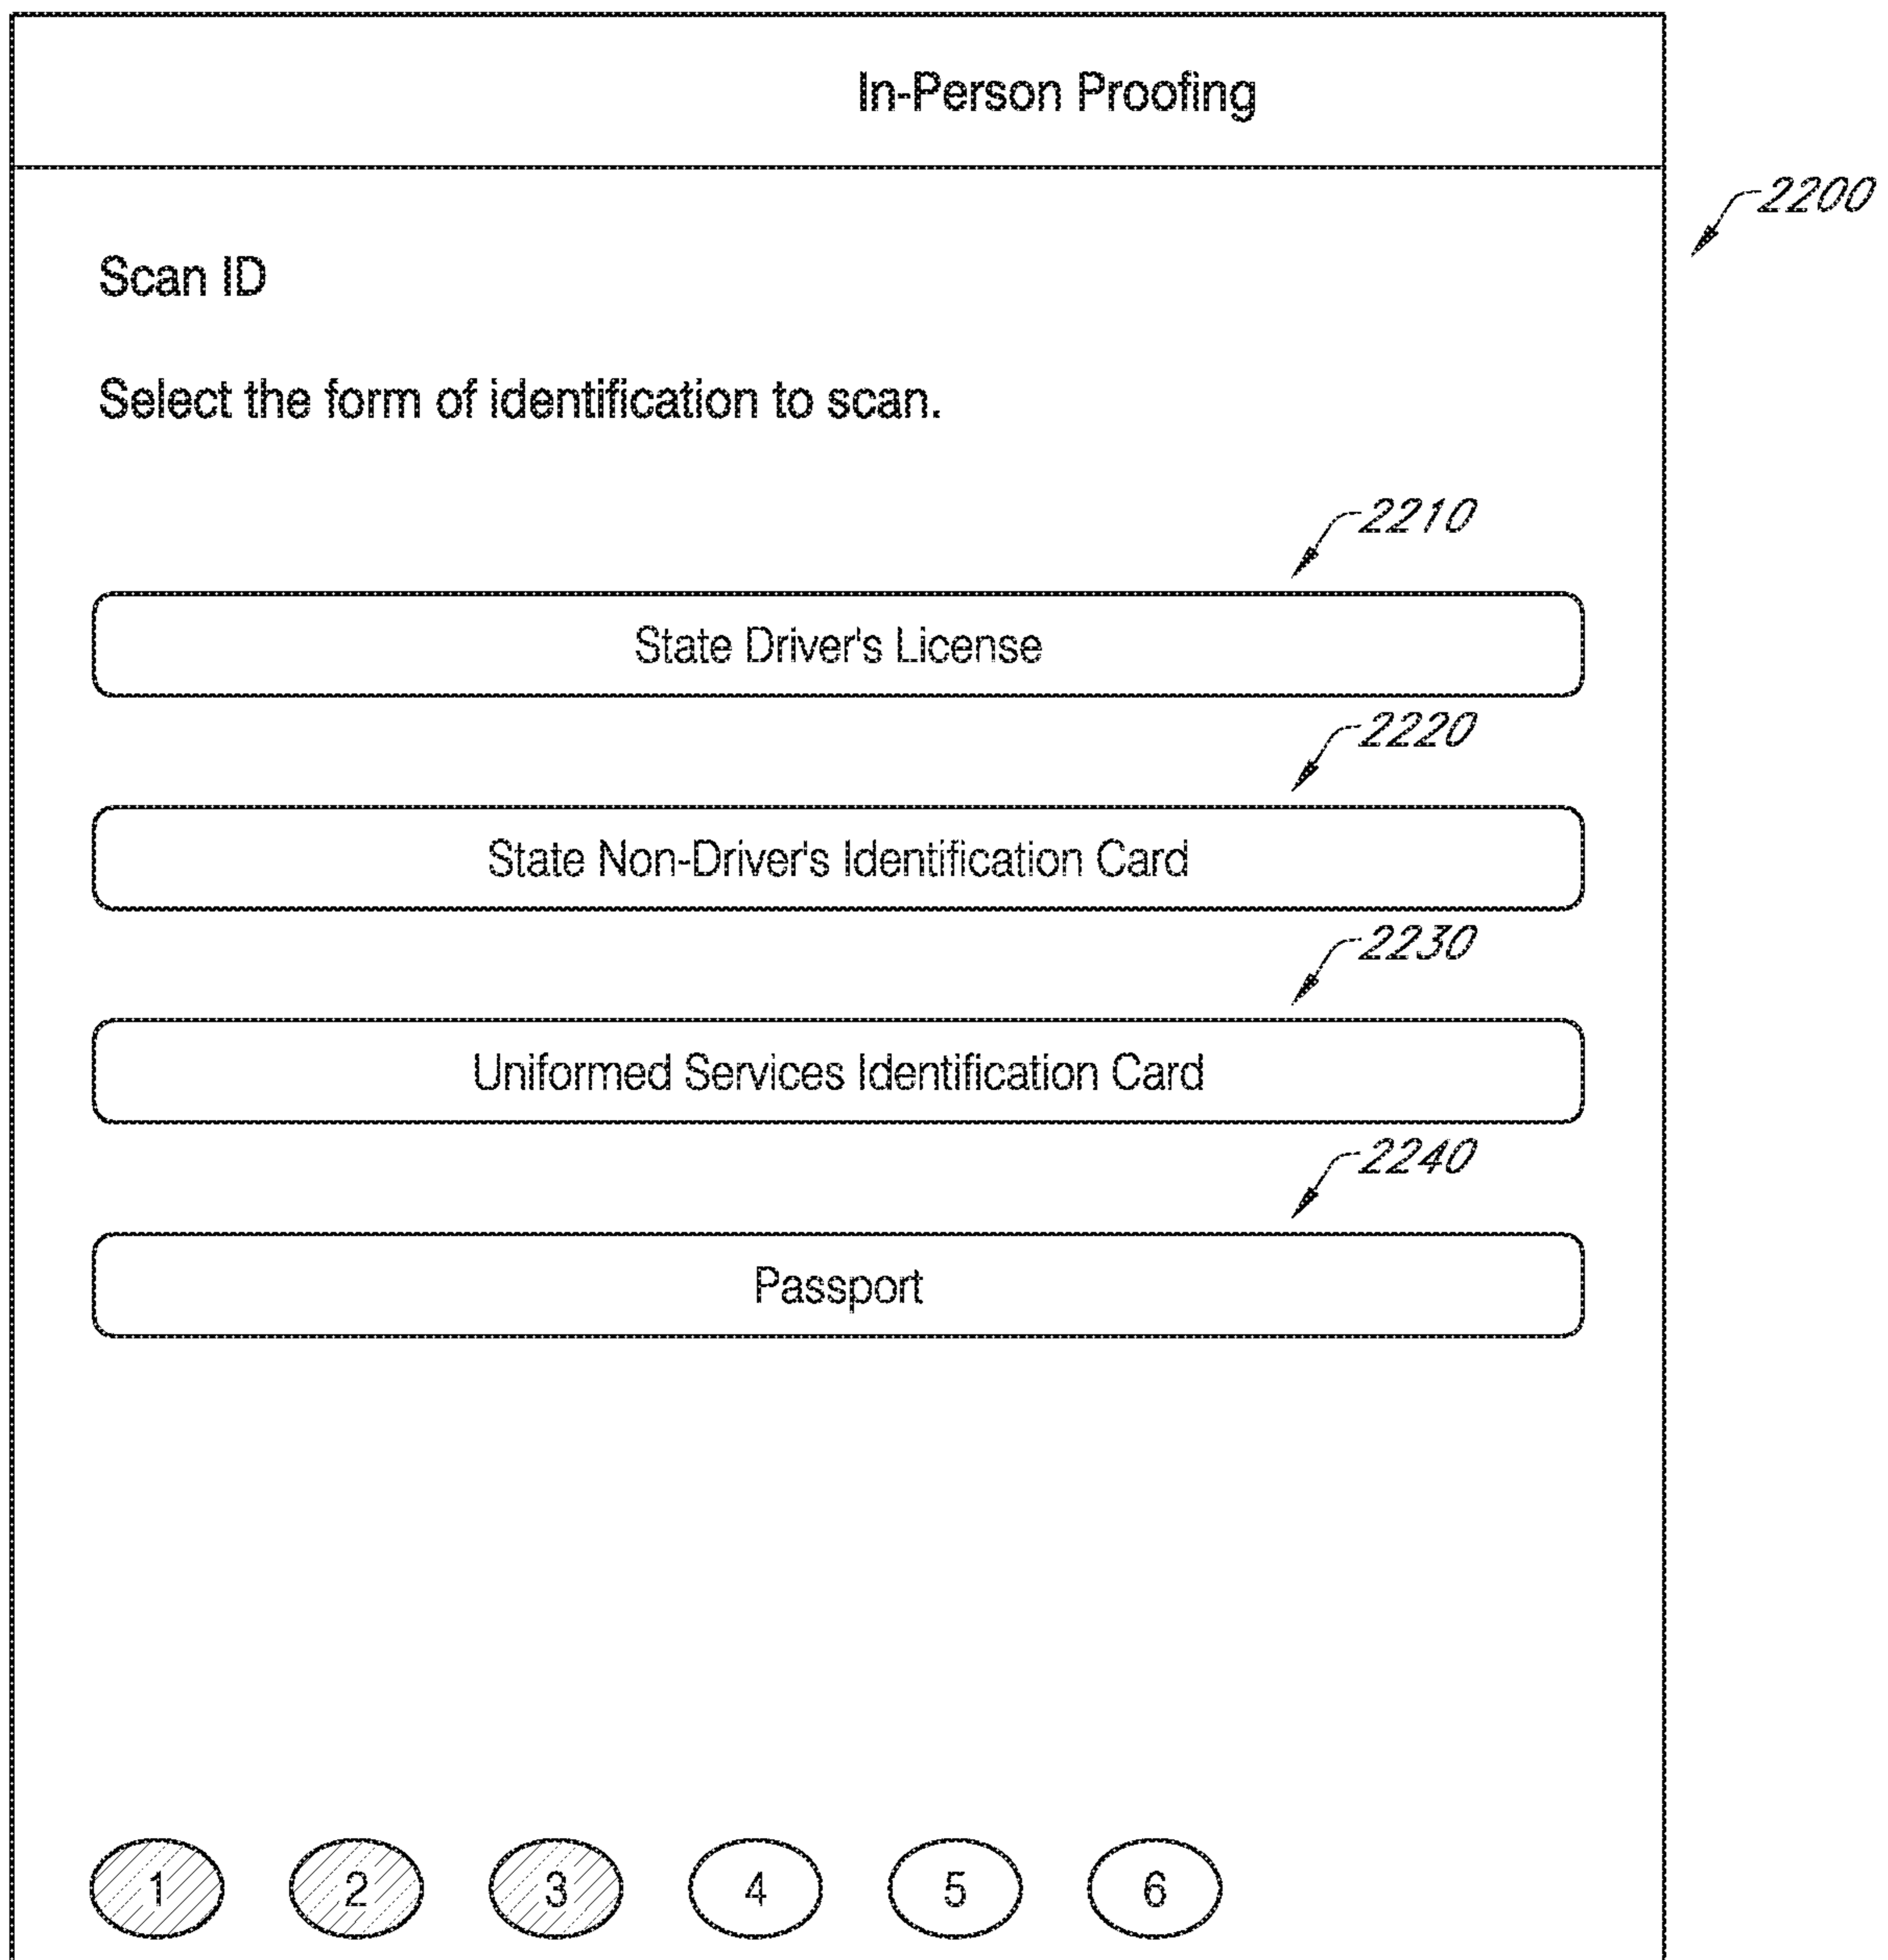 In-Person Proofing
2200
Scan ID
Select the form of identification to scan.
2210
State Driver's License
2220
State Non-Driver's Identification Card
2230
Uniformed Services Identification Card
2240
Passport
1 2 3 4 5 6